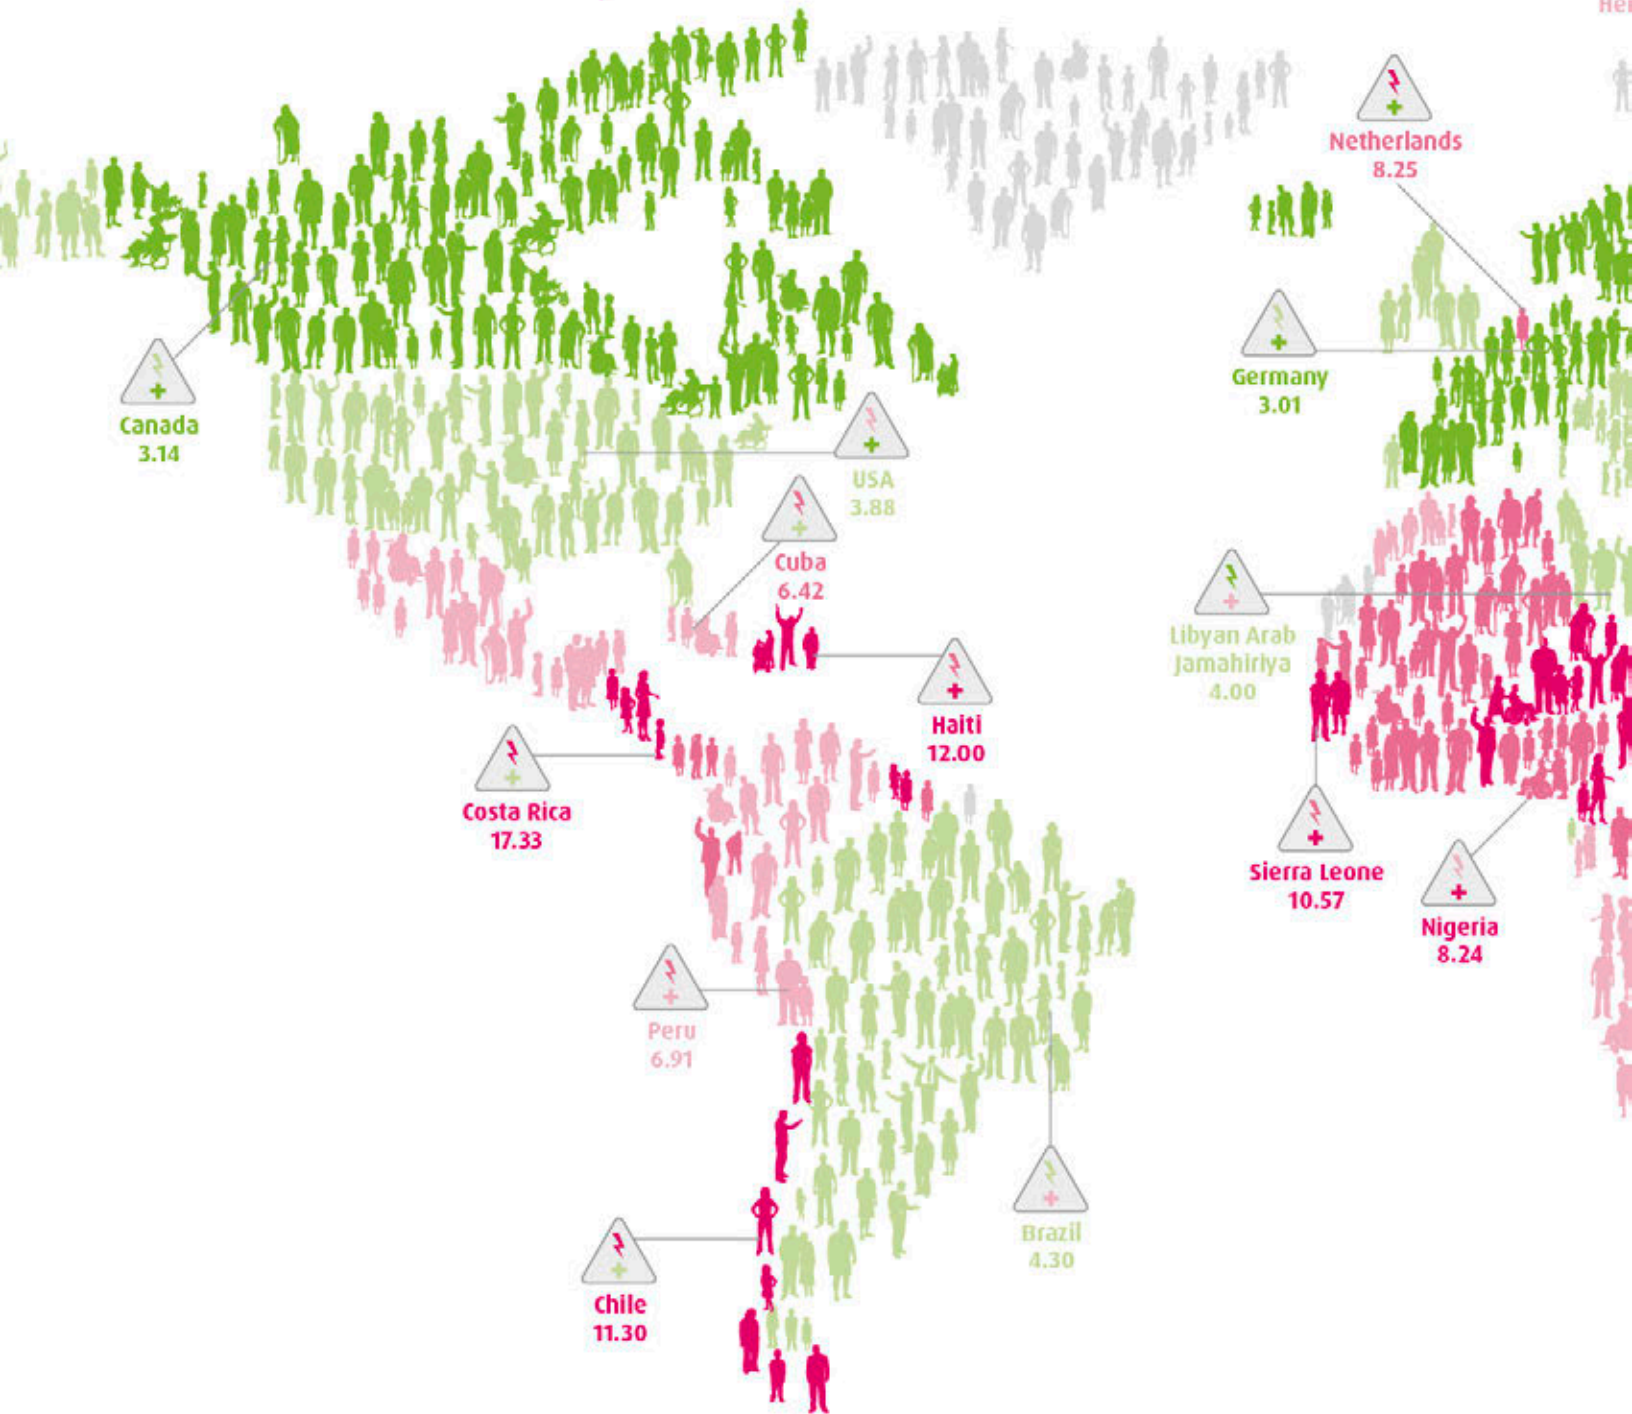 Her
Netherlands
8.25
Germany
3.01
Canada
3.14
USA
3.88
Cuba
6.42
Libyan Arab
Jamahiriya
4.00
Haiti
12.00
Costa Rica
17.33
Sierra Leone
10.57
Nigeria
8.24
Peru
6.91
Brazil
4.30
Chile
11.30